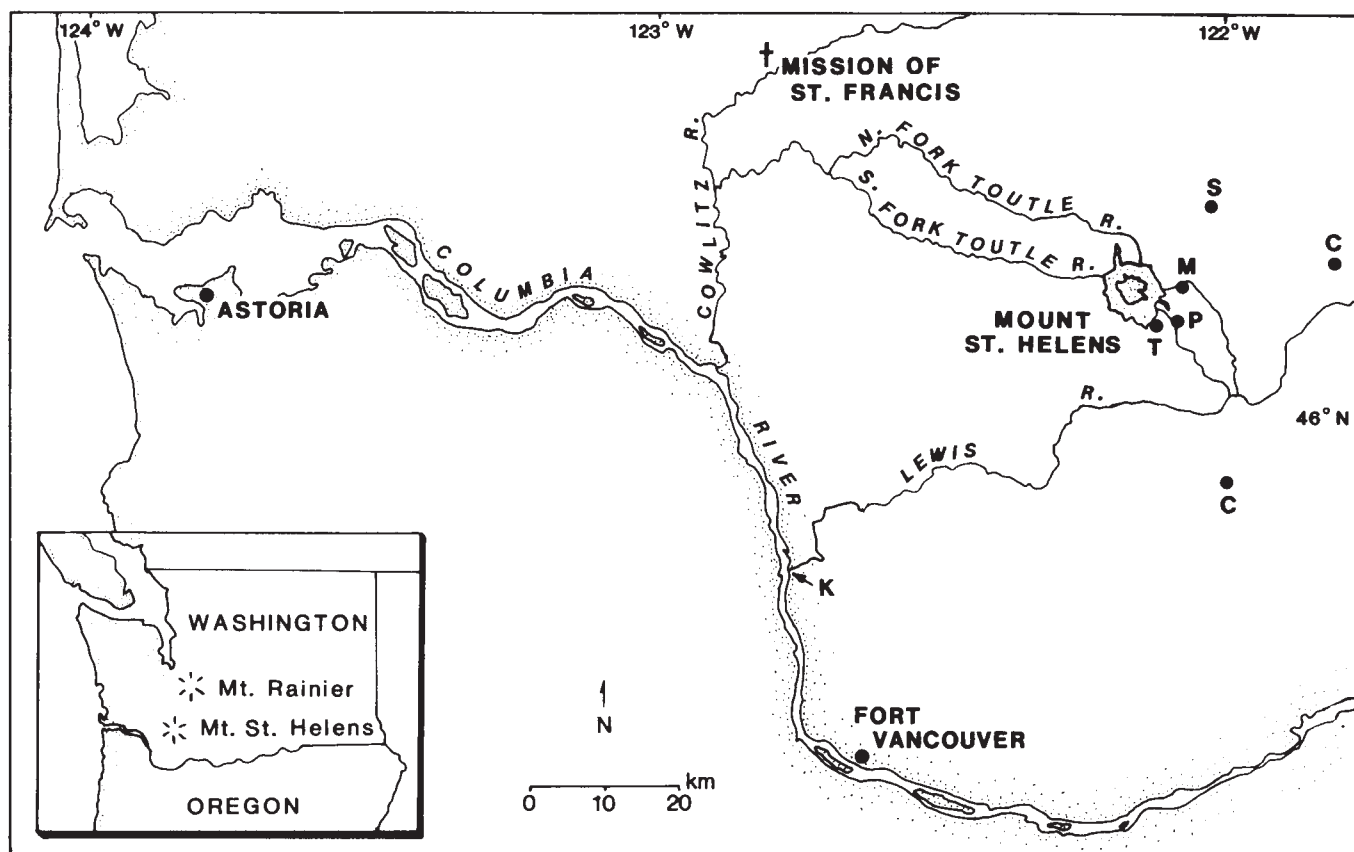 124° W
123° W
122° W
MISSION OF
ST. FRANCIS
N. FORK TOUTLE R.
S. FORK TOUTLE R.
COWLITZ R.
S
C
M
P
T
MOUNT
ST. HELENS
COLUMBIA
RIVER
ASTORIA
R.
LEWIS
46° N
C
K
WASHINGTON
Mt. Rainier
Mt. St. Helens
OREGON
N
km
0 10 20
FORT
VANCOUVER